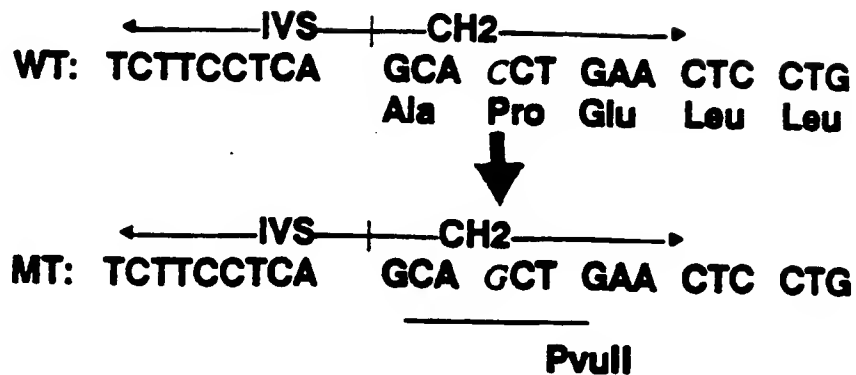 IVS CH2
WT: TCTTCCTCA GCA CCT GAA CTC CTG
Ala Pro Glu Leu Leu
IVS CH2
MT: TCTTCCTCA GCA GCT GAA CTC CTG
PvuII